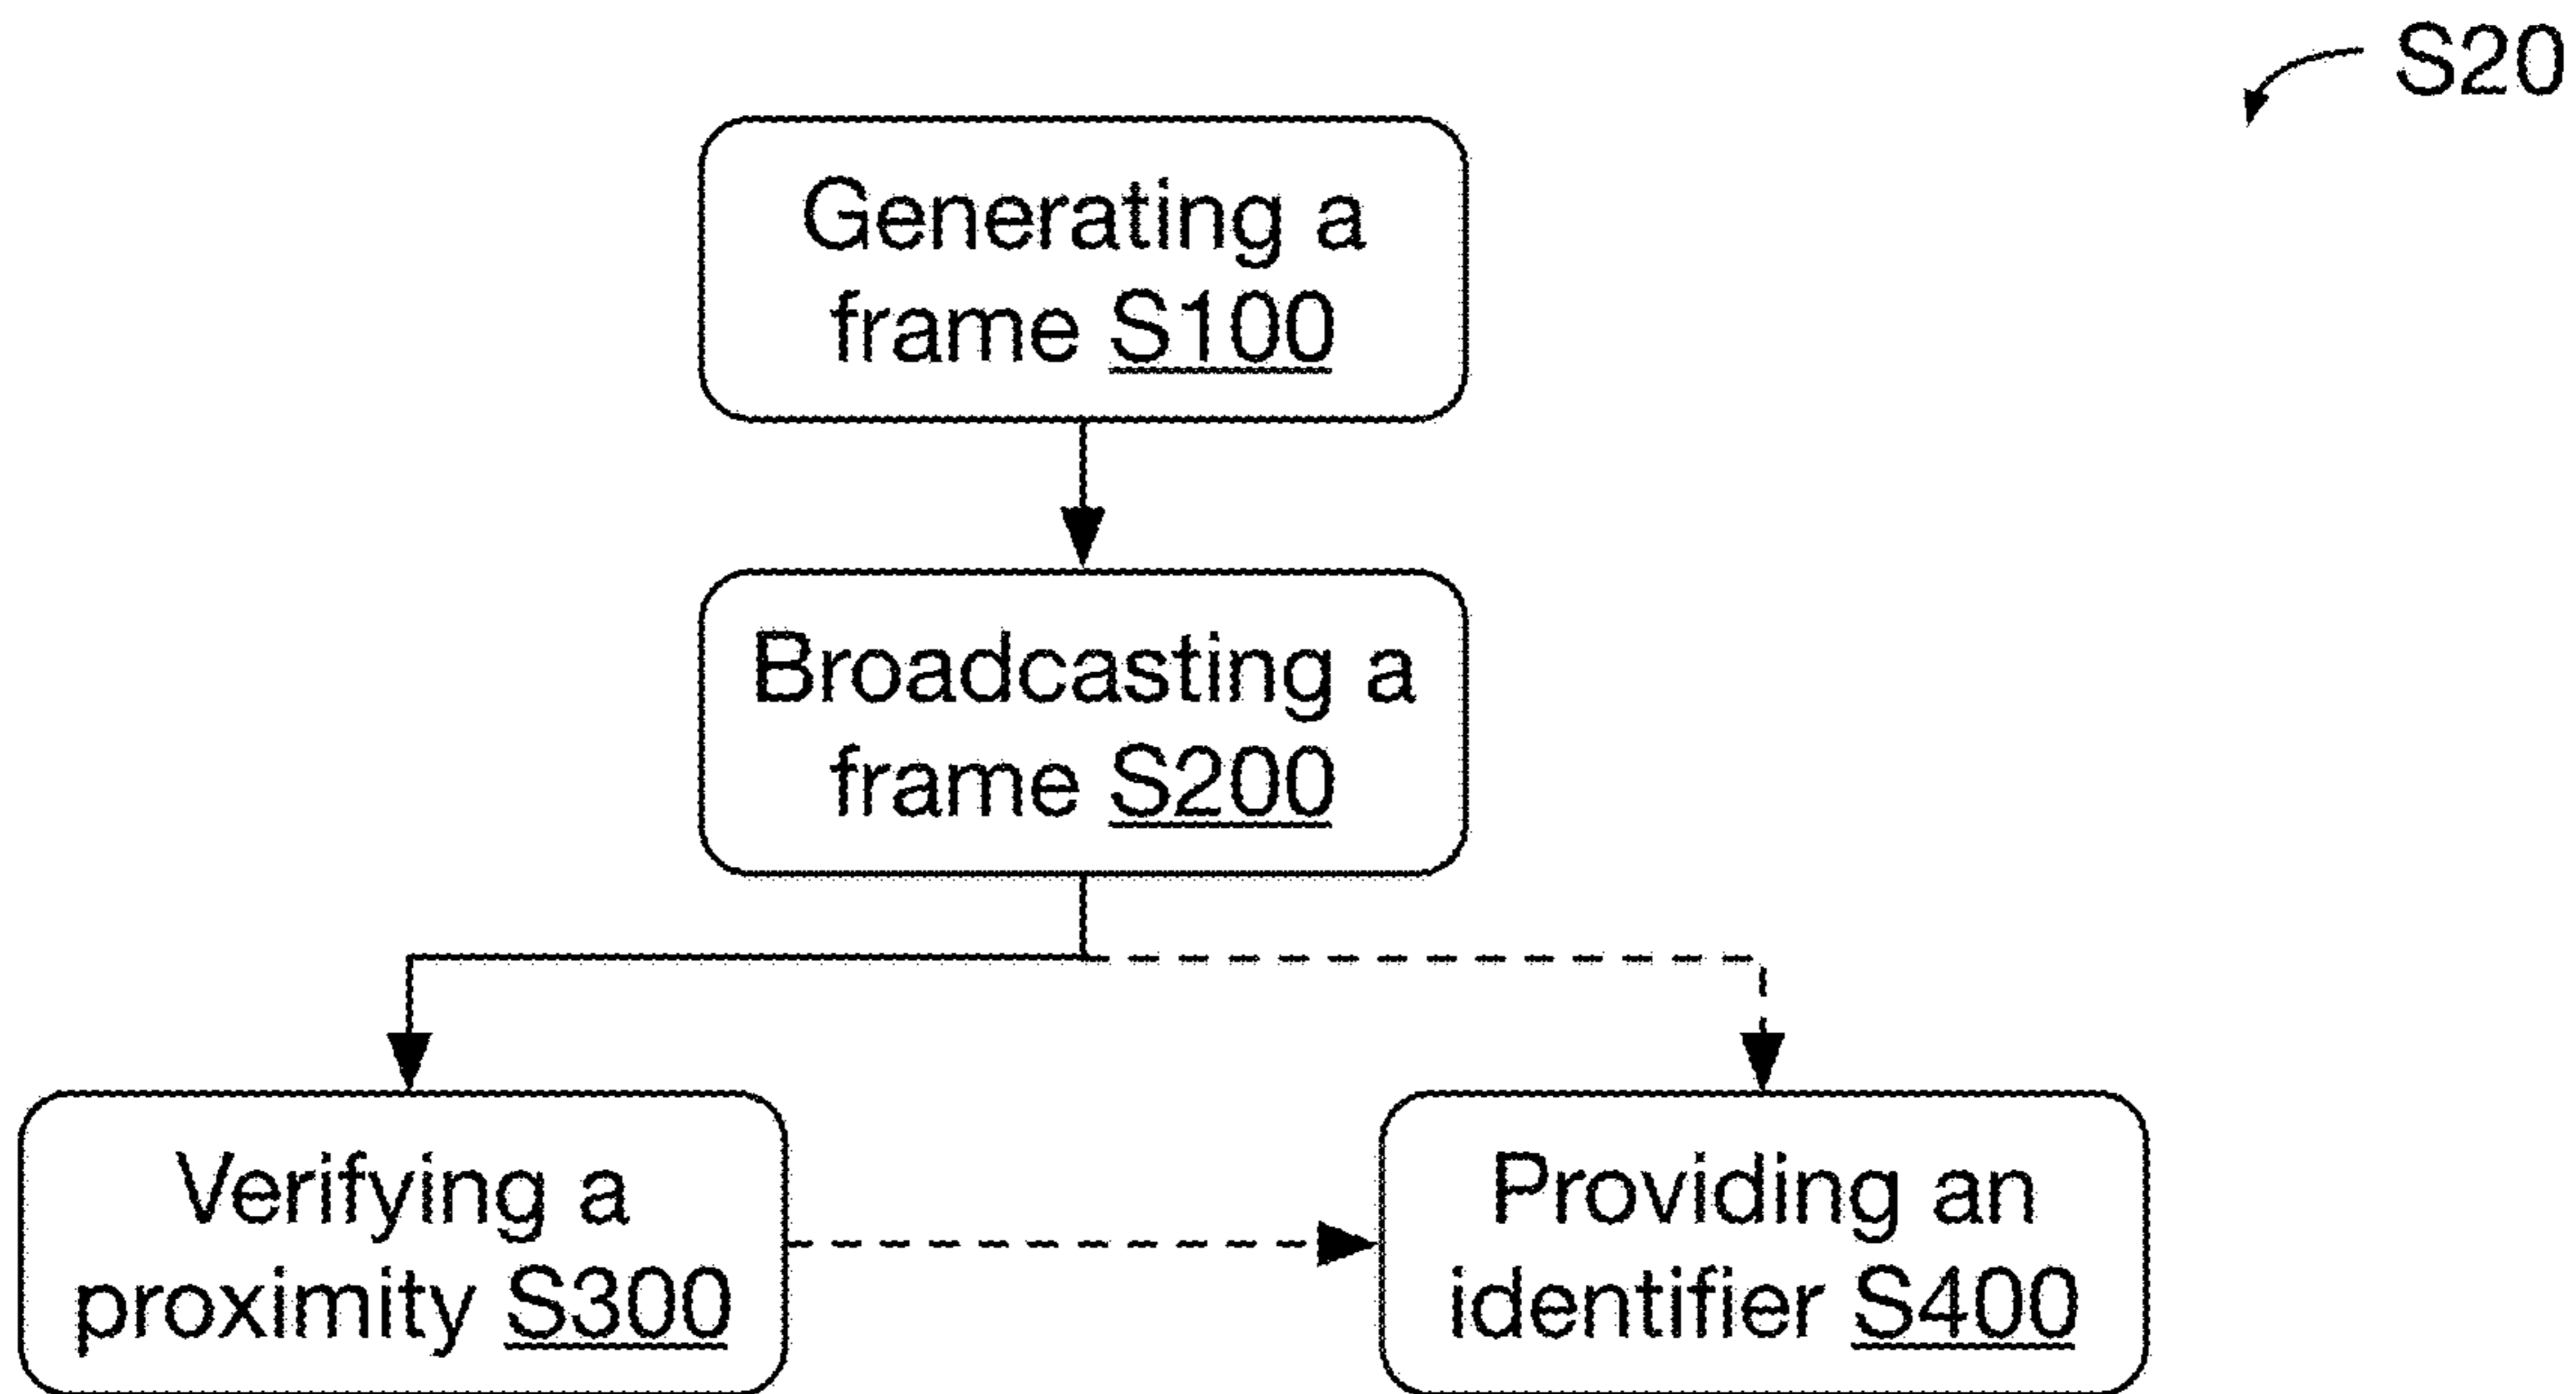 S20
Generating a
frame S100
Broadcasting a
frame S200
Verifying a
proximity S300
Providing an
identifier S400